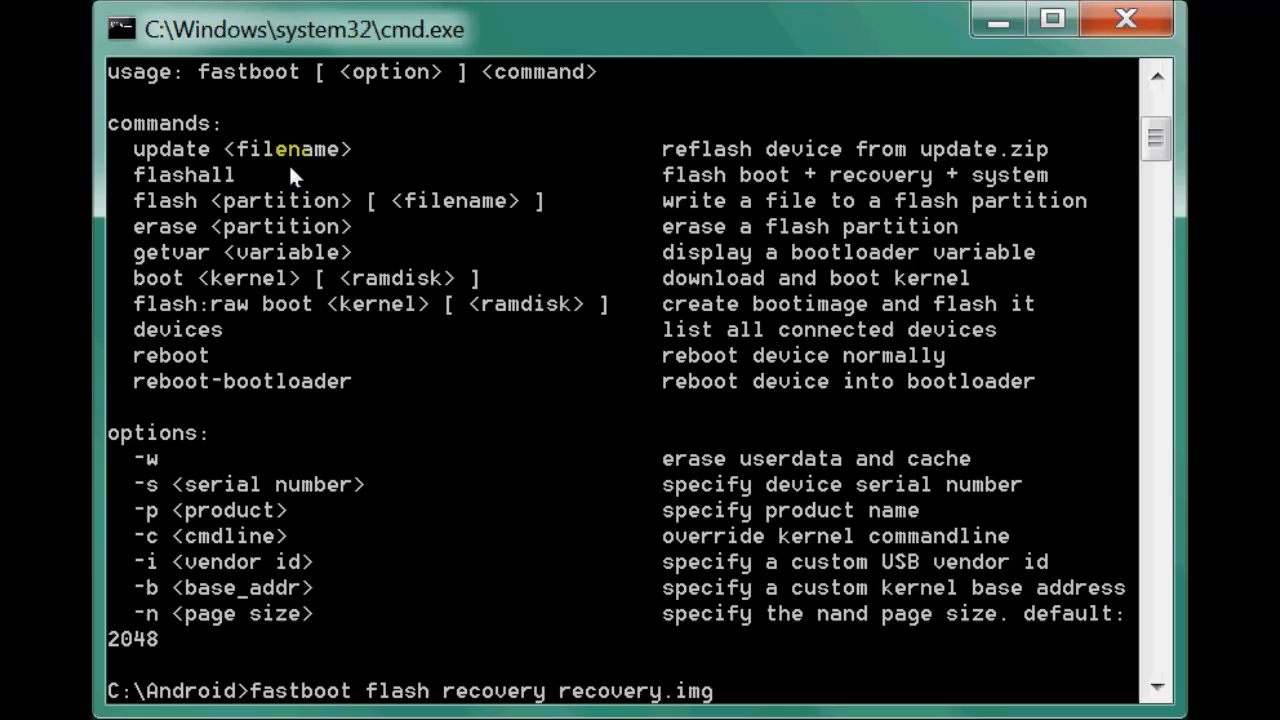 C:\Windows\system32\cmd.exe
usage: fastboot [ <option> ] <command>
commands:
update <filename> reflash device from update.zip
flashall flash boot + recovery + system
flash <partition> [ <filename> ] write a file to a flash partition
erase <partition> erase a flash partition
getvar <variable> display a bootloader variable
boot <kernel> [ <ramdisk> ] download and boot kernel
flash:raw boot <kernel> [ <ramdisk> ] create bootimage and flash it
devices list all connected devices
reboot reboot device normally
reboot-bootloader reboot device into bootloader
options:
-w erase userdata and cache
-s <serial number> specify device serial number
-p <product> specify product name
-c <cmdline> override kernel commandline
-i <vendor id> specify a custom USB vendor id
-b <base_addr> specify a custom kernel base address
-n <page size> specify the nand page size. default:
2048
C:\Android>fastboot flash recovery recovery.img